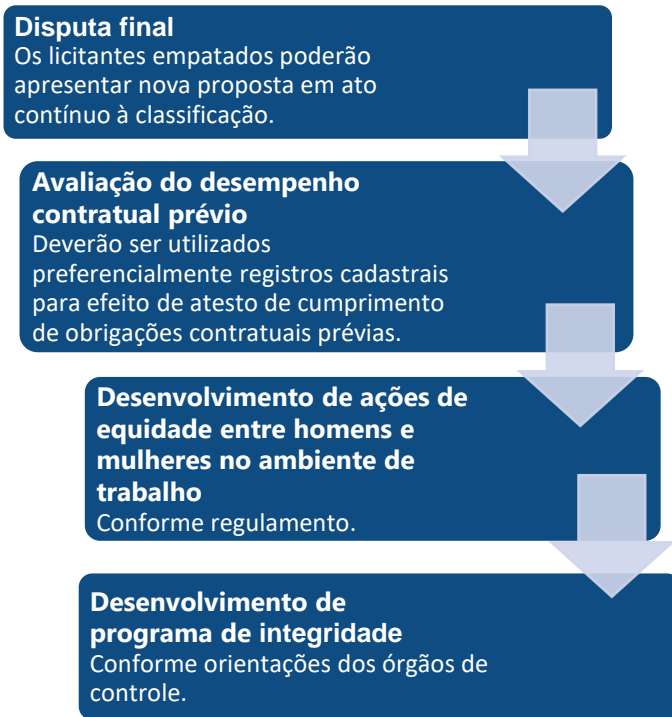 Disputa final
Os licitantes empatados poderão
apresentar nova proposta em ato
contínuo à classificação.
Avaliação do desempenho
contratual prévio
Deverão ser utilizados
preferencialmente registros cadastrais
para efeito de atesto de cumprimento
de obrigações contratuais prévias.
Desenvolvimento de ações de
equidade entre homens e
mulheres no ambiente de
trabalho
Conforme regulamento.
Desenvolvimento de
programa de integridade
Conforme orientações dos órgãos de
controle.